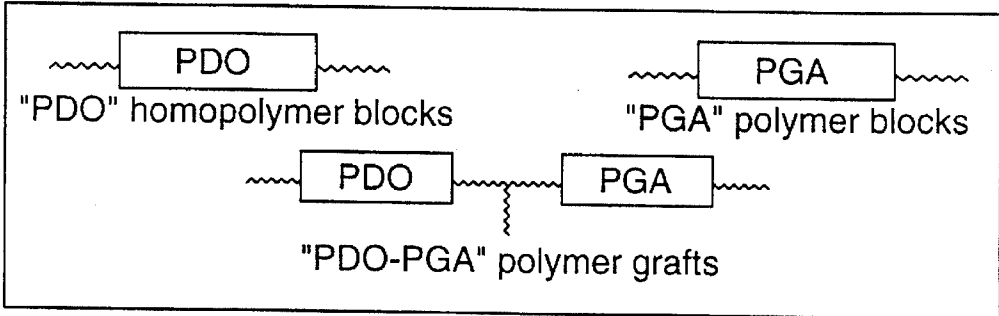 PDO
PGA
"PDO" homopolymer blocks
"PGA" polymer blocks
PDO
PGA
"PDO-PGA" polymer grafts